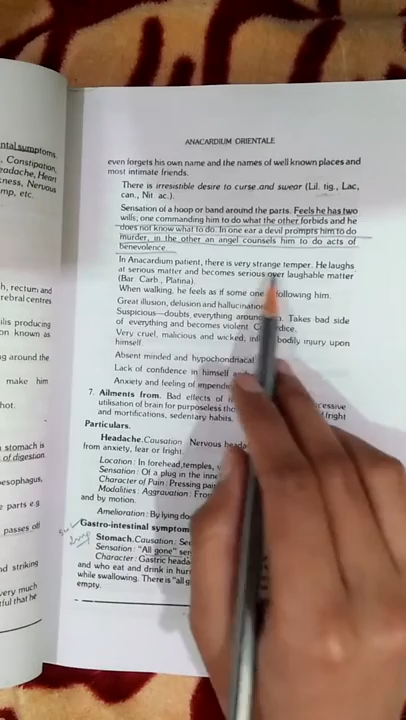 ntal symptoms.
Constipation,
eadache, Heart
kness, Nervous
mp, etc.
h, rectum and
rebral centres
ilis producing
on known as
ng around the
make him
hot.
stomach is
of digestion.
esophagus,
e parts e.g
passes off
nd striking
very much
tful that he
ANACARDIUM ORIENTALE
even forgets his own name and the names of well known places and
most intimate friends.
There is irresistible desire to curse and swear (Lil. tig., Lac,
can., Nit. ac.).
Sensation of a hoop or band around the parts. Feels he has two
wills; one commanding him to do what the other forbids and he
does not know what to do. In one ear a devil prompts him to do
murder, in the other an angel counsels him to do acts of
benevolence
In Anacardium patient, there is very strange temper. He laughs
at serious matter and becomes serious over laughable matter
(Bar. Carb., Platina).
When walking, he feels as if some one following him.
Great illusion, delusion and hallucination
Suspicious—doubts, everything around Takes bad side
of everything and becomes violent
Very cruel, malicious and wicked, bodily injury upon
himself.
Absent minded and hypochondriacal
Lack of confidence in himself
Anxiety and feeling of
7. Ailments from. Bad effects of
utilisation of brain for purposeless fright
and mortifications, sedentary habits.
Particulars.
Headache. Causation: Nervous
from anxiety, fear or fright.
Location: In forehead, temples,
Sensation: Of a plug in the
Character of Pain: Pressing
Modalities: Aggravation:
and by motion.
Amelioration: By lying
Gastro-intestinal
Stomach. Causation:
Sensation: "All gone"
Character: Gastric
and who eat and drink in
while swallowing. There is "all
empty.